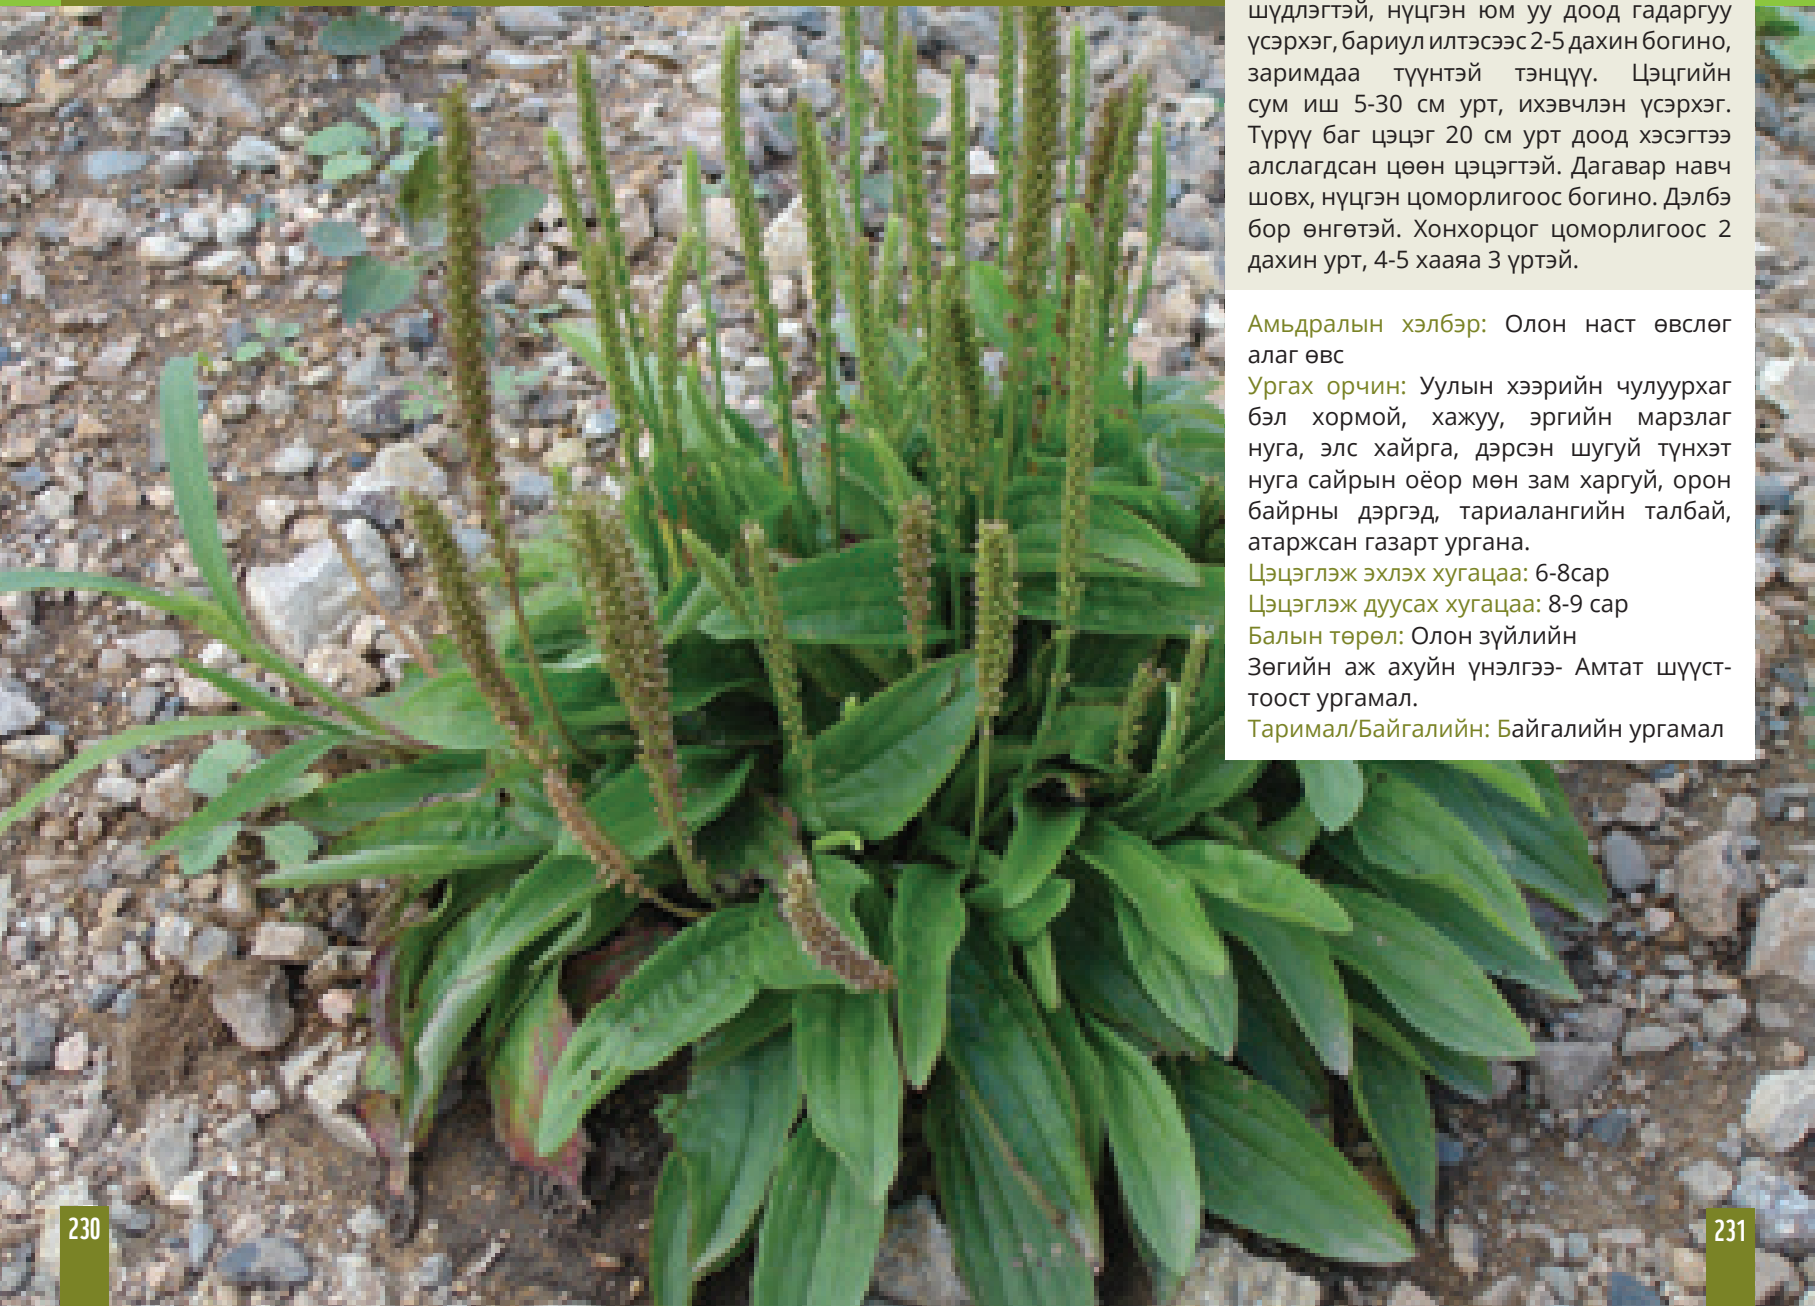 шүдлэгтэй, нүцгэн юм уу доод гадаргуу
үсэрхэг, бариул илтэсээс 2-5 дахин богино,
заримдаа түүнтэй тэнцүү. Цэцгийн
сум иш 5-30 см урт, ихэвчлэн үсэрхэг.
Түрүү баг цэцэг 20 см урт доод хэсэгтээ
алслагдсан цөөн цэцэгтэй. Дагавар навч
шовх, нүцгэн цоморлигоос богино. Дэлбэ
бор өнгөтэй. Хонхорцог цоморлигоос 2
дахин урт, 4-5 хааяа 3 үртэй.
Амьдралын хэлбэр: Олон наст өвслөг
алаг өвс
Ургах орчин: Уулын хээрийн чулуурхаг
бэл хормой, хажуу, эргийн марзлаг
нуга, элс хайрга, дэрсэн шугуй түнхэт
нуга сайрын оёор мөн зам харгуй, орон
байрны дэргэд, тариалангийн талбай,
атаржсан газарт ургана.
Цэцэглэж эхлэх хугацаа: 6-8сар
Цэцэглэж дуусах хугацаа: 8-9 сар
Балын төрөл: Олон зүйлийн
Зөгийн аж ахуйн үнэлгээ- Амтат шүүст-
тоост ургамал.
Таримал/Байгалийн: Байгалийн ургамал
230
231